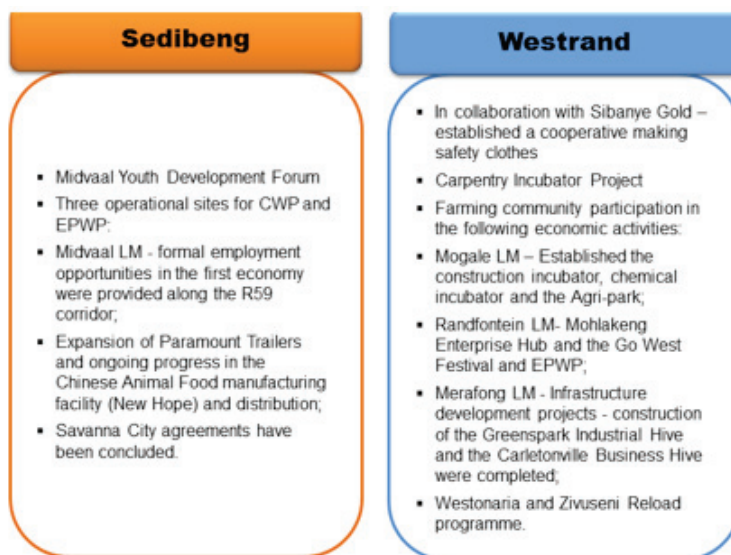 Sedibeng
▪ Midvaal Youth Development Forum
▪ Three operational sites for CWP and
EPWP:
▪ Midvaal LM - formal employment
opportunities in the first economy
were provided along the R59
corridor;
▪ Expansion of Paramount Trailers
and ongoing progress in the
Chinese Animal Food manufacturing
facility (New Hope) and distribution;
▪ Savanna City agreements have
been concluded.
Westrand
▪ In collaboration with Sibanye Gold –
established a cooperative making
safety clothes
▪ Carpentry Incubator Project
▪ Farming community participation in
the following economic activities:
▪ Mogale LM – Established the
construction incubator, chemical
incubator and the Agri-park;
▪ Randfontein LM- Mohlakeng
Enterprise Hub and the Go West
Festival and EPWP;
▪ Merafong LM - Infrastructure
development projects - construction
of the Greenspark Industrial Hive
and the Carletonville Business Hive
were completed;
▪ Westonaria and Zivuseni Reload
programme.